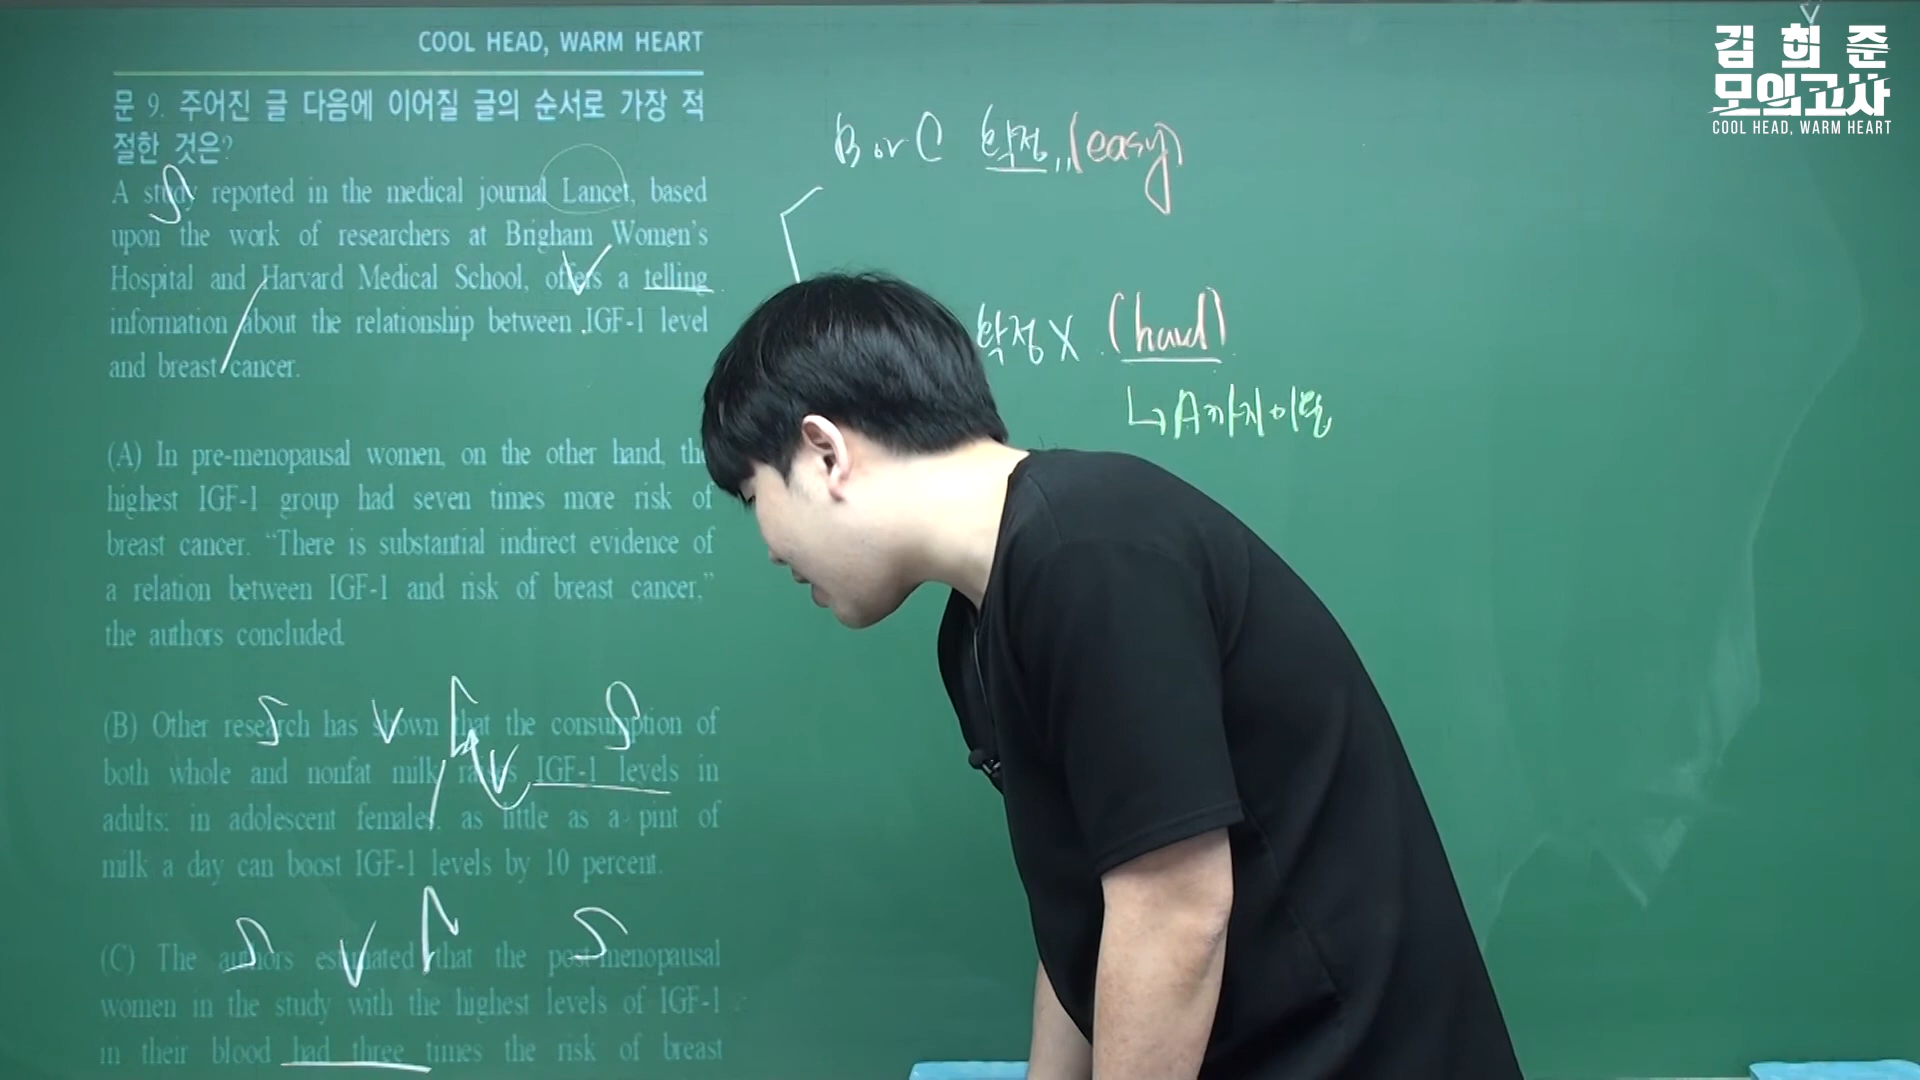 COOL HEAD, WARM HEART
문 9. 주어진 글 다음에 이어질 글의 순서로 가장 적
절한 것은?
A study reported in the medical journal Lancet, based
upon the work of researchers at Brigham Women's
Hospital and Harvard Medical School, offers a telling
information about the relationship between IGF-1 level
and breast cancer.
(A) In pre-menopausal women, on the other hand, the
highest IGF-1 group had seven times more risk of
breast cancer. “There is substantial indirect evidence of
a relation between IGF-1 and risk of breast cancer,”
the authors concluded.
S V S
(B) Other research has shown that the consumption of
both whole and nonfat milk raises IGF-1 levels in
adults; in adolescent females, as little as a pint of
milk a day can boost IGF-1 levels by 10 percent.
S V S
(C) The authors estimated that the post-menopausal
women in the study with the highest levels of IGF-1
in their blood had three times the risk of breast
B or C 확정 (easy)
확정 X (hard)
↳ A까지
김희준
모의고사
COOL HEAD, WARM HEART